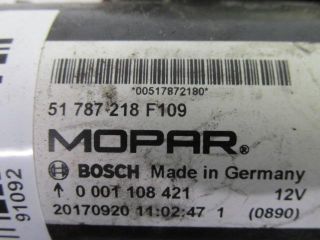 *00517872180*
51 787 218 F109
MOPAR®
BOSCH Made in Germany
↑ 0 001 108 421 12V
20170920 11:02:47 1 (0890)
91092